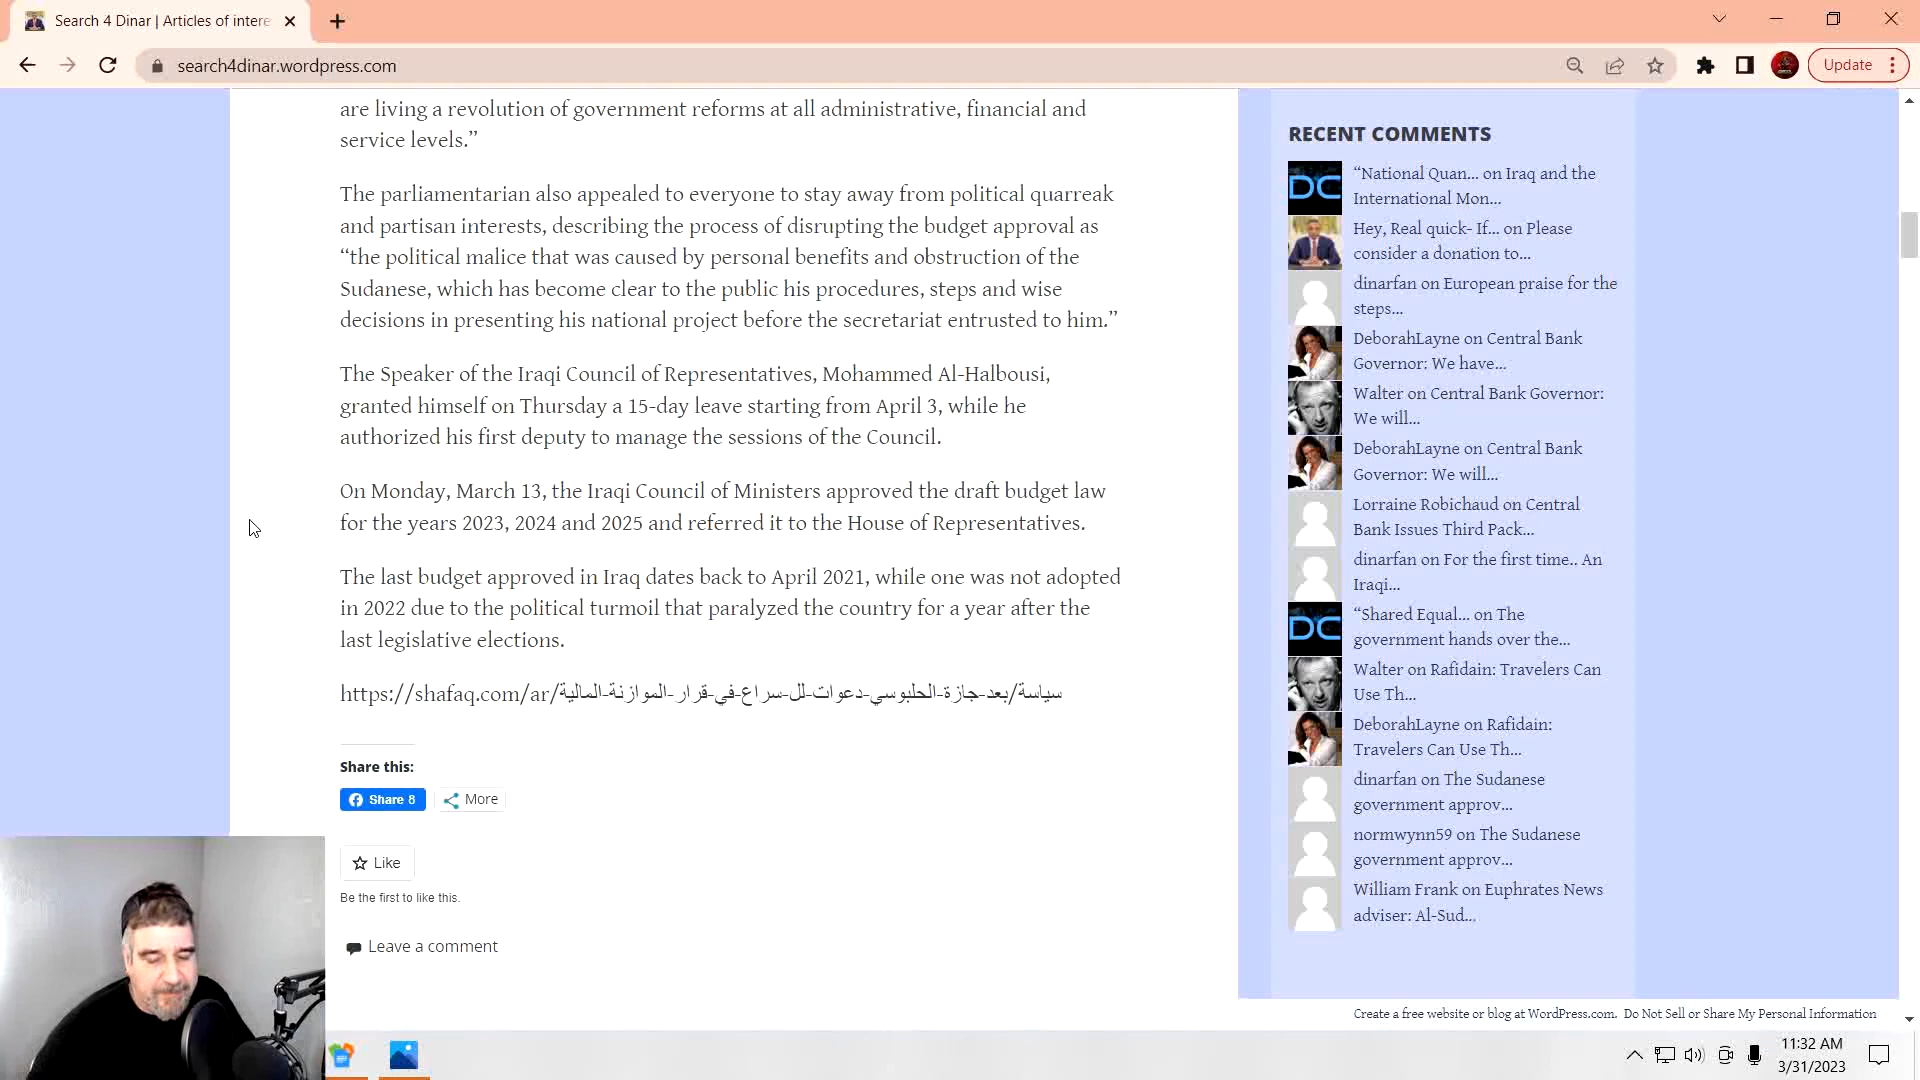 Search 4 Dinar | Articles of intere
search4dinar.wordpress.com
Update
are living a revolution of government reforms at all administrative, financial and
service levels.”
The parliamentarian also appealed to everyone to stay away from political quarreak
and partisan interests, describing the process of disrupting the budget approval as
“the political malice that was caused by personal benefits and obstruction of the
Sudanese, which has become clear to the public his procedures, steps and wise
decisions in presenting his national project before the secretariat entrusted to him.”
The Speaker of the Iraqi Council of Representatives, Mohammed Al-Halbousi,
granted himself on Thursday a 15-day leave starting from April 3, while he
authorized his first deputy to manage the sessions of the Council.
On Monday, March 13, the Iraqi Council of Ministers approved the draft budget law
for the years 2023, 2024 and 2025 and referred it to the House of Representatives.
The last budget approved in Iraq dates back to April 2021, while one was not adopted
in 2022 due to the political turmoil that paralyzed the country for a year after the
last legislative elections.
https://shafaq.com/ar/سياسة/بعد-جازة-الحلبوسي-دعوات-لل-سراع-في-قرار-الموازنة-المالية
Share this:
Share 8
More
Like
Be the first to like this.
Leave a comment
RECENT COMMENTS
DC
“National Quan... on Iraq and the
International Mon...
Hey, Real quick- If... on Please
consider a donation to...
dinarfan on European praise for the
steps...
DeborahLayne on Central Bank
Governor: We have...
Walter on Central Bank Governor:
We will...
DeborahLayne on Central Bank
Governor: We will...
Lorraine Robichaud on Central
Bank Issues Third Pack...
dinarfan on For the first time.. An
Iraqi...
DC
“Shared Equal... on The
government hands over the...
Walter on Rafidain: Travelers Can
Use Th...
DeborahLayne on Rafidain:
Travelers Can Use Th...
dinarfan on The Sudanese
government approv...
normwynn59 on The Sudanese
government approv...
William Frank on Euphrates News
adviser: Al-Sud...
Create a free website or blog at WordPress.com. Do Not Sell or Share My Personal Information
11:32 AM
3/31/2023